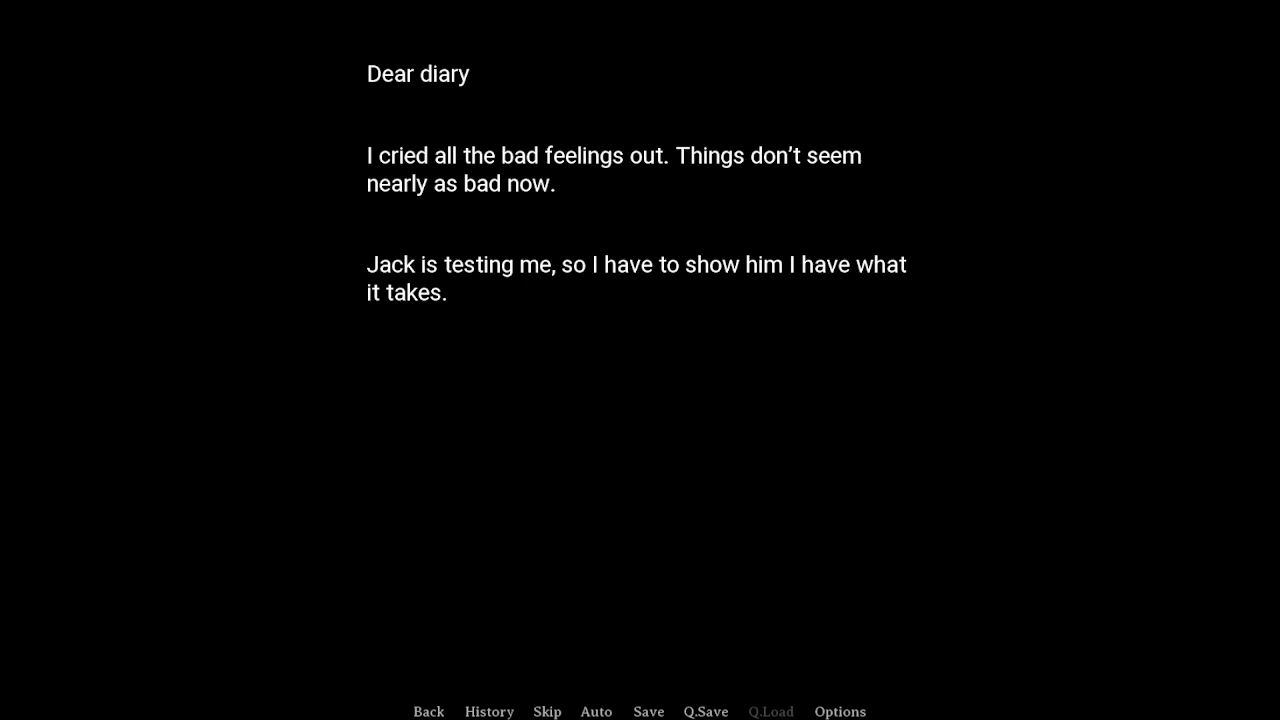 Dear diary
I cried all the bad feelings out. Things don’t seem
nearly as bad now.
Jack is testing me, so I have to show him I have what
it takes.
Back History Skip Auto Save Q.Save Q.Load Options